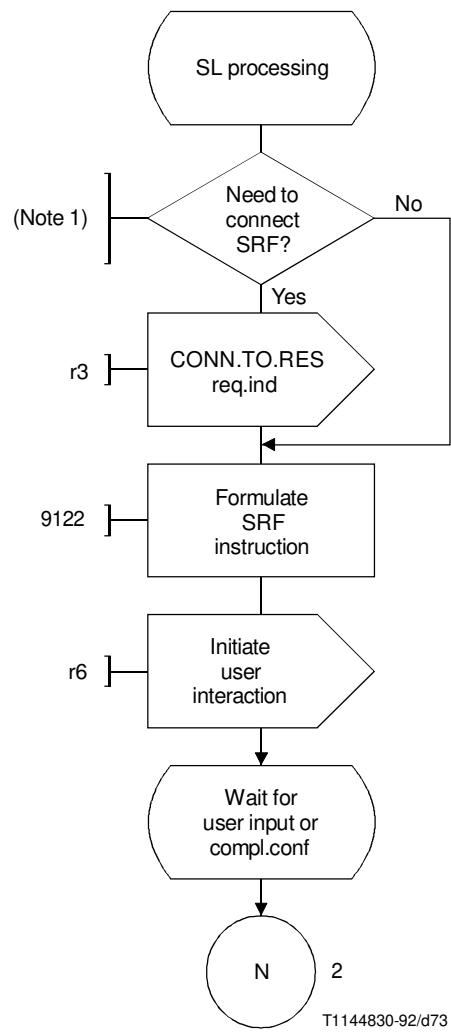 SL processing
(Note 1)
Need to
connect
SRF?
No
Yes
r3
CONN.TO.RES
req.ind
9122
Formulate
SRF
instruction
r6
Initiate
user
interaction
Wait for
user input or
compl.conf
N
2
T1144830-92/d73